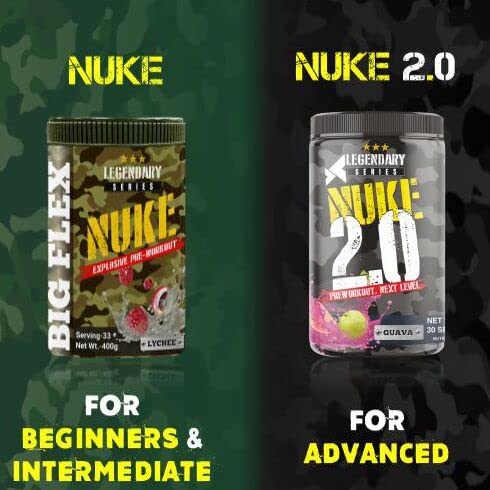 NUKE
BIG FLEX
LEGENDARY
SERIES
NUKE
EXPLOSIVE PRE-WORKOUT
Serving-33
Net Wt.-400g
LYCHEE
FOR
BEGINNERS &
INTERMEDIATE
NUKE 2.0
LEGENDARY
SERIES
NUKE
2.0
PREWORKOUT. NEXT LEVEL.
GUAVA
NET
30 SE
FOR
ADVANCED